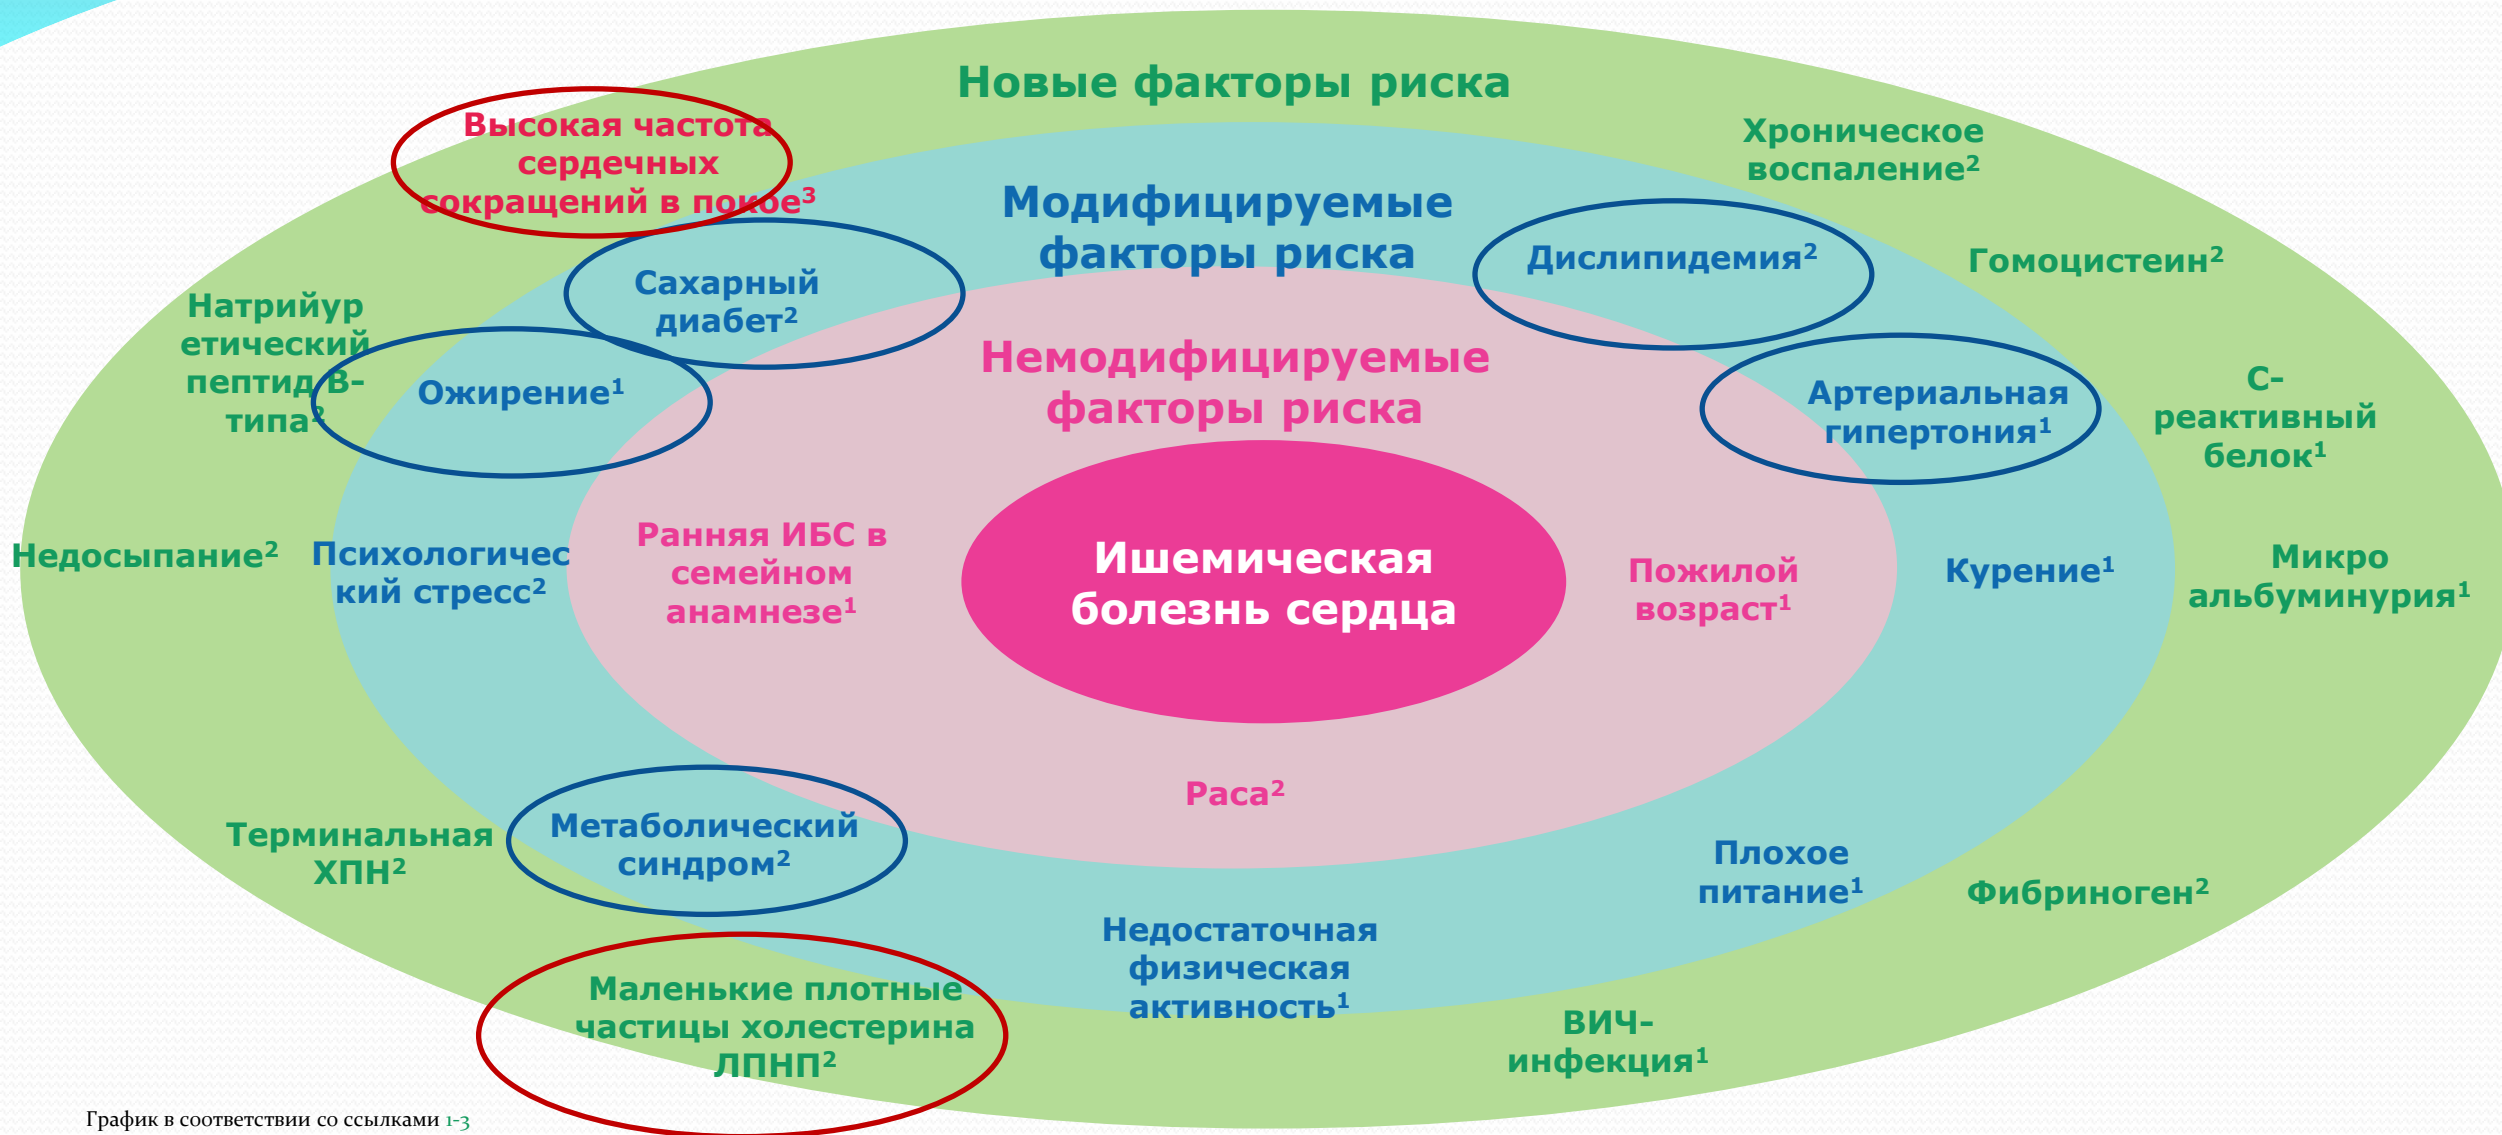 Новые факторы риска
Высокая частота
сердечных
сокращений в покое³
Хроническое
воспаление²
Модифицируемые
факторы риска
Дислипидемия²
Гомоцистеин²
Сахарный
диабет²
Натрийур
етический
пептид В-
типа²
Ожирение¹
Немодифицируемые
факторы риска
Артериальная
гипертония¹
С-
реактивный
белок¹
Недосыпание²
Психологичес
кий стресс²
Ранняя ИБС в
семейном
анамнезе¹
Ишемическая
болезнь сердца
Пожилой
возраст¹
Курение¹
Микро
альбуминурия¹
Раса²
Терминальная
ХПН²
Метаболический
синдром²
Плохое
питание¹
Фибриноген²
Недостаточная
физическая
активность¹
Маленькие плотные
частицы холестерина
ЛПНП²
ВИЧ-
инфекция¹
График в соответствии со ссылками 1-3